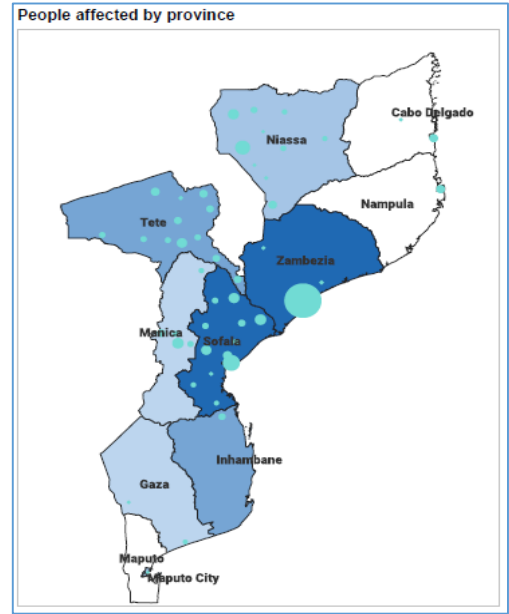 People affected by province
Cabo Delgado
Niassa
Nampula
Tete
Zambezia
Manica
Sofala
Inhambane
Gaza
Maputo
Maputo City